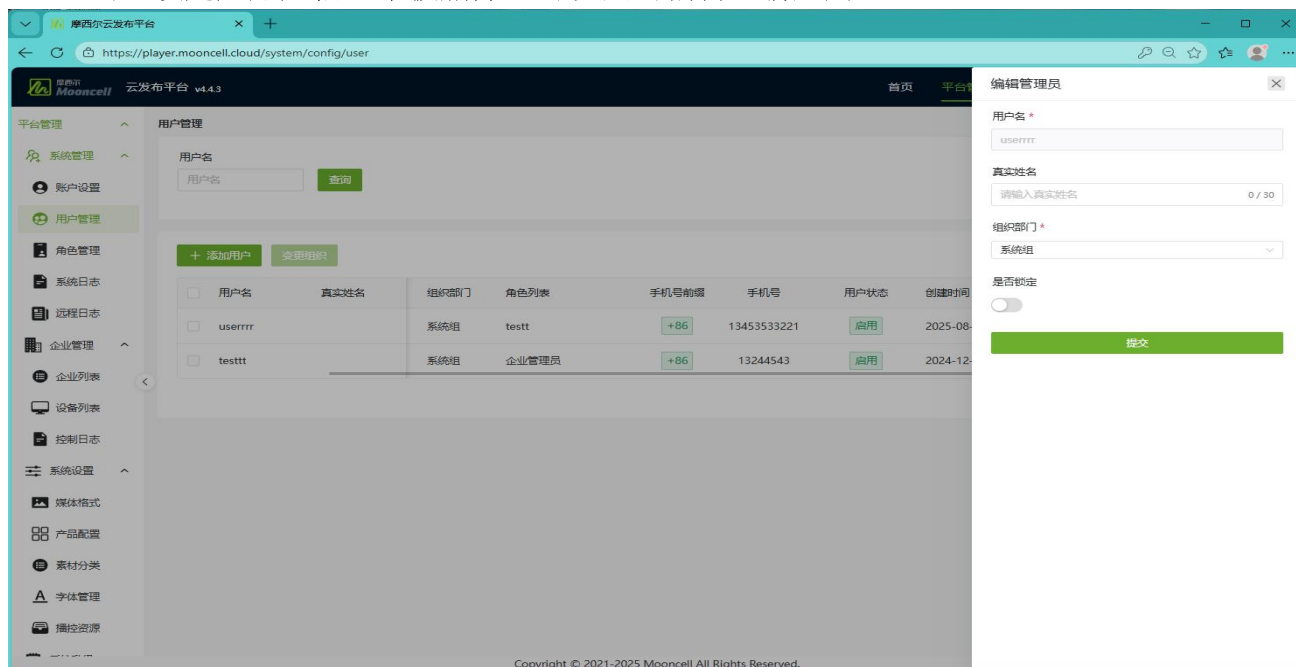 摩西尔云发布平台
https://player.mooncell.cloud/system/config/user
摩西尔
Mooncell 云发布平台 v4.4.3 首页
平台管理
系统管理
账户设置
用户管理
角色管理
系统日志
远程日志
企业管理
企业列表
设备列表
控制日志
系统设置
媒体格式
产品配置
素材分类
字体管理
播控资源
用户管理
用户名
用户名 查询
+ 添加用户 变更组织
用户名 真实姓名 组织部门 角色列表 手机号前缀 手机号 用户状态 创建时间
userrrr 系统组 testt +86 13453533221 启用 2025-08-
testtt 系统组 企业管理员 +86 13244543 启用 2024-12-
Copyright © 2021-2025 Mooncell All Rights Reserved.
编辑管理员
用户名 *
userrrr
真实姓名
请输入真实姓名 0 / 30
组织部门 *
系统组
是否锁定
提交